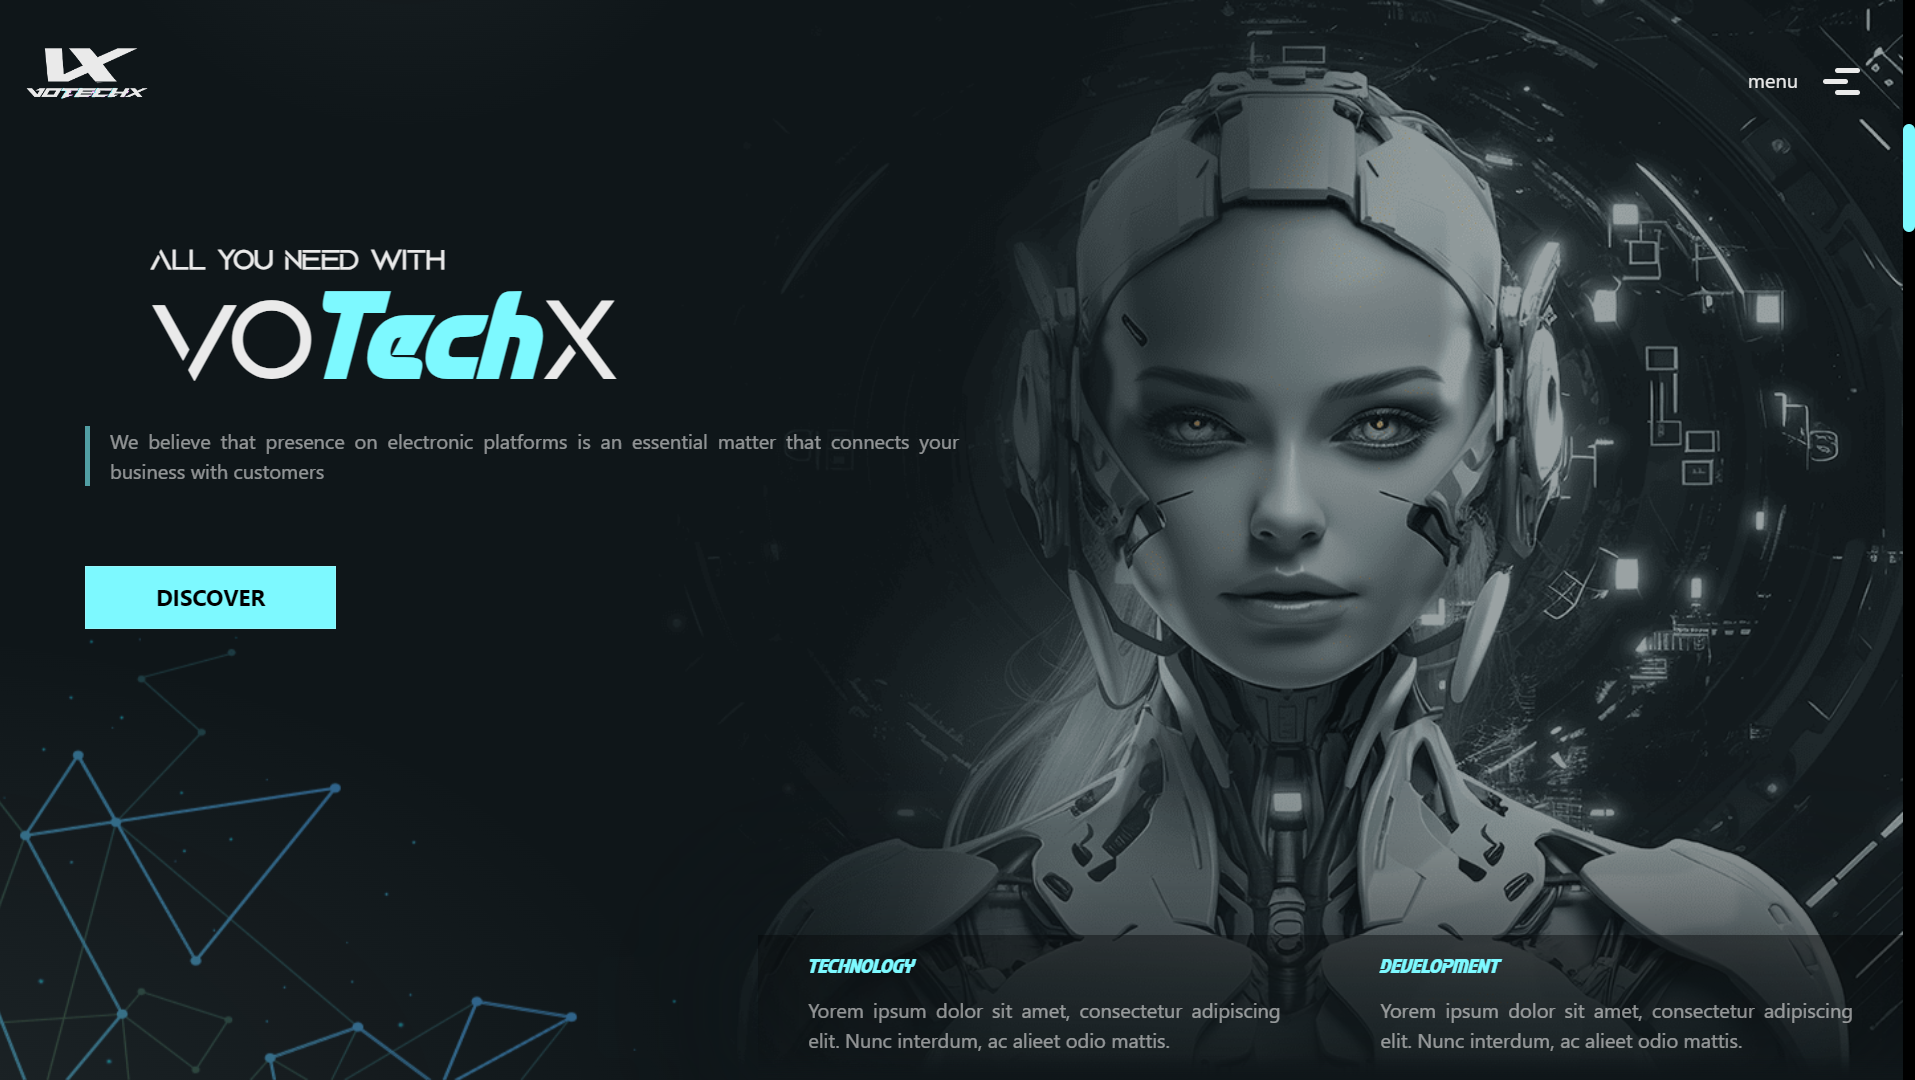 VOTECHX
menu
ALL YOU NEED WITH
VOTechX
We believe that presence on electronic platforms is an essential matter that connects your
business with customers
DISCOVER
TECHNOLOGY
Yorem ipsum dolor sit amet, consectetur adipiscing
elit. Nunc interdum, ac alieet odio mattis.
DEVELOPMENT
Yorem ipsum dolor sit amet, consectetur adipiscing
elit. Nunc interdum, ac alieet odio mattis.